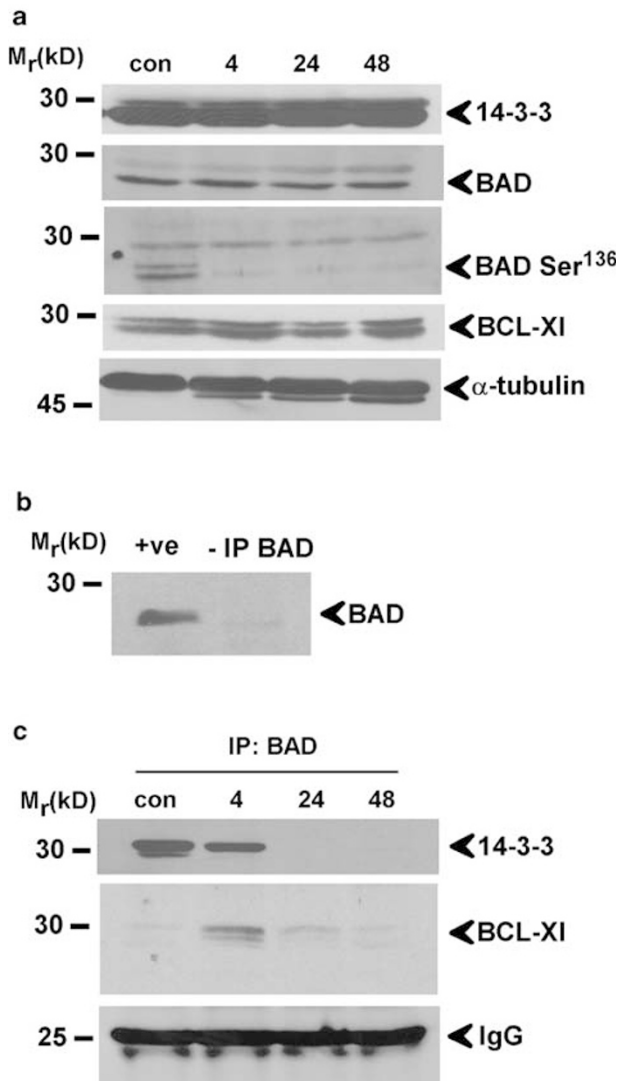 a
Mr(kD) con 4 24 48
30 14-3-3
30 BAD
30 BAD Ser136
30 BCL-Xl
45 α-tubulin
b
Mr(kD) +ve - IP BAD
30 BAD
c
IP: BAD
Mr(kD) con 4 24 48
30 14-3-3
30 BCL-Xl
25 IgG